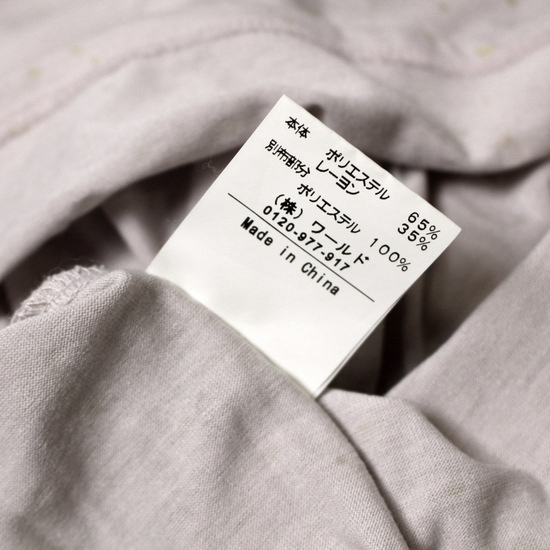 本体 ポリエステル 65%
レーヨン 35%
別布部分 ポリエステル 100%
(株) ワールド
0120-977-917
Made in China